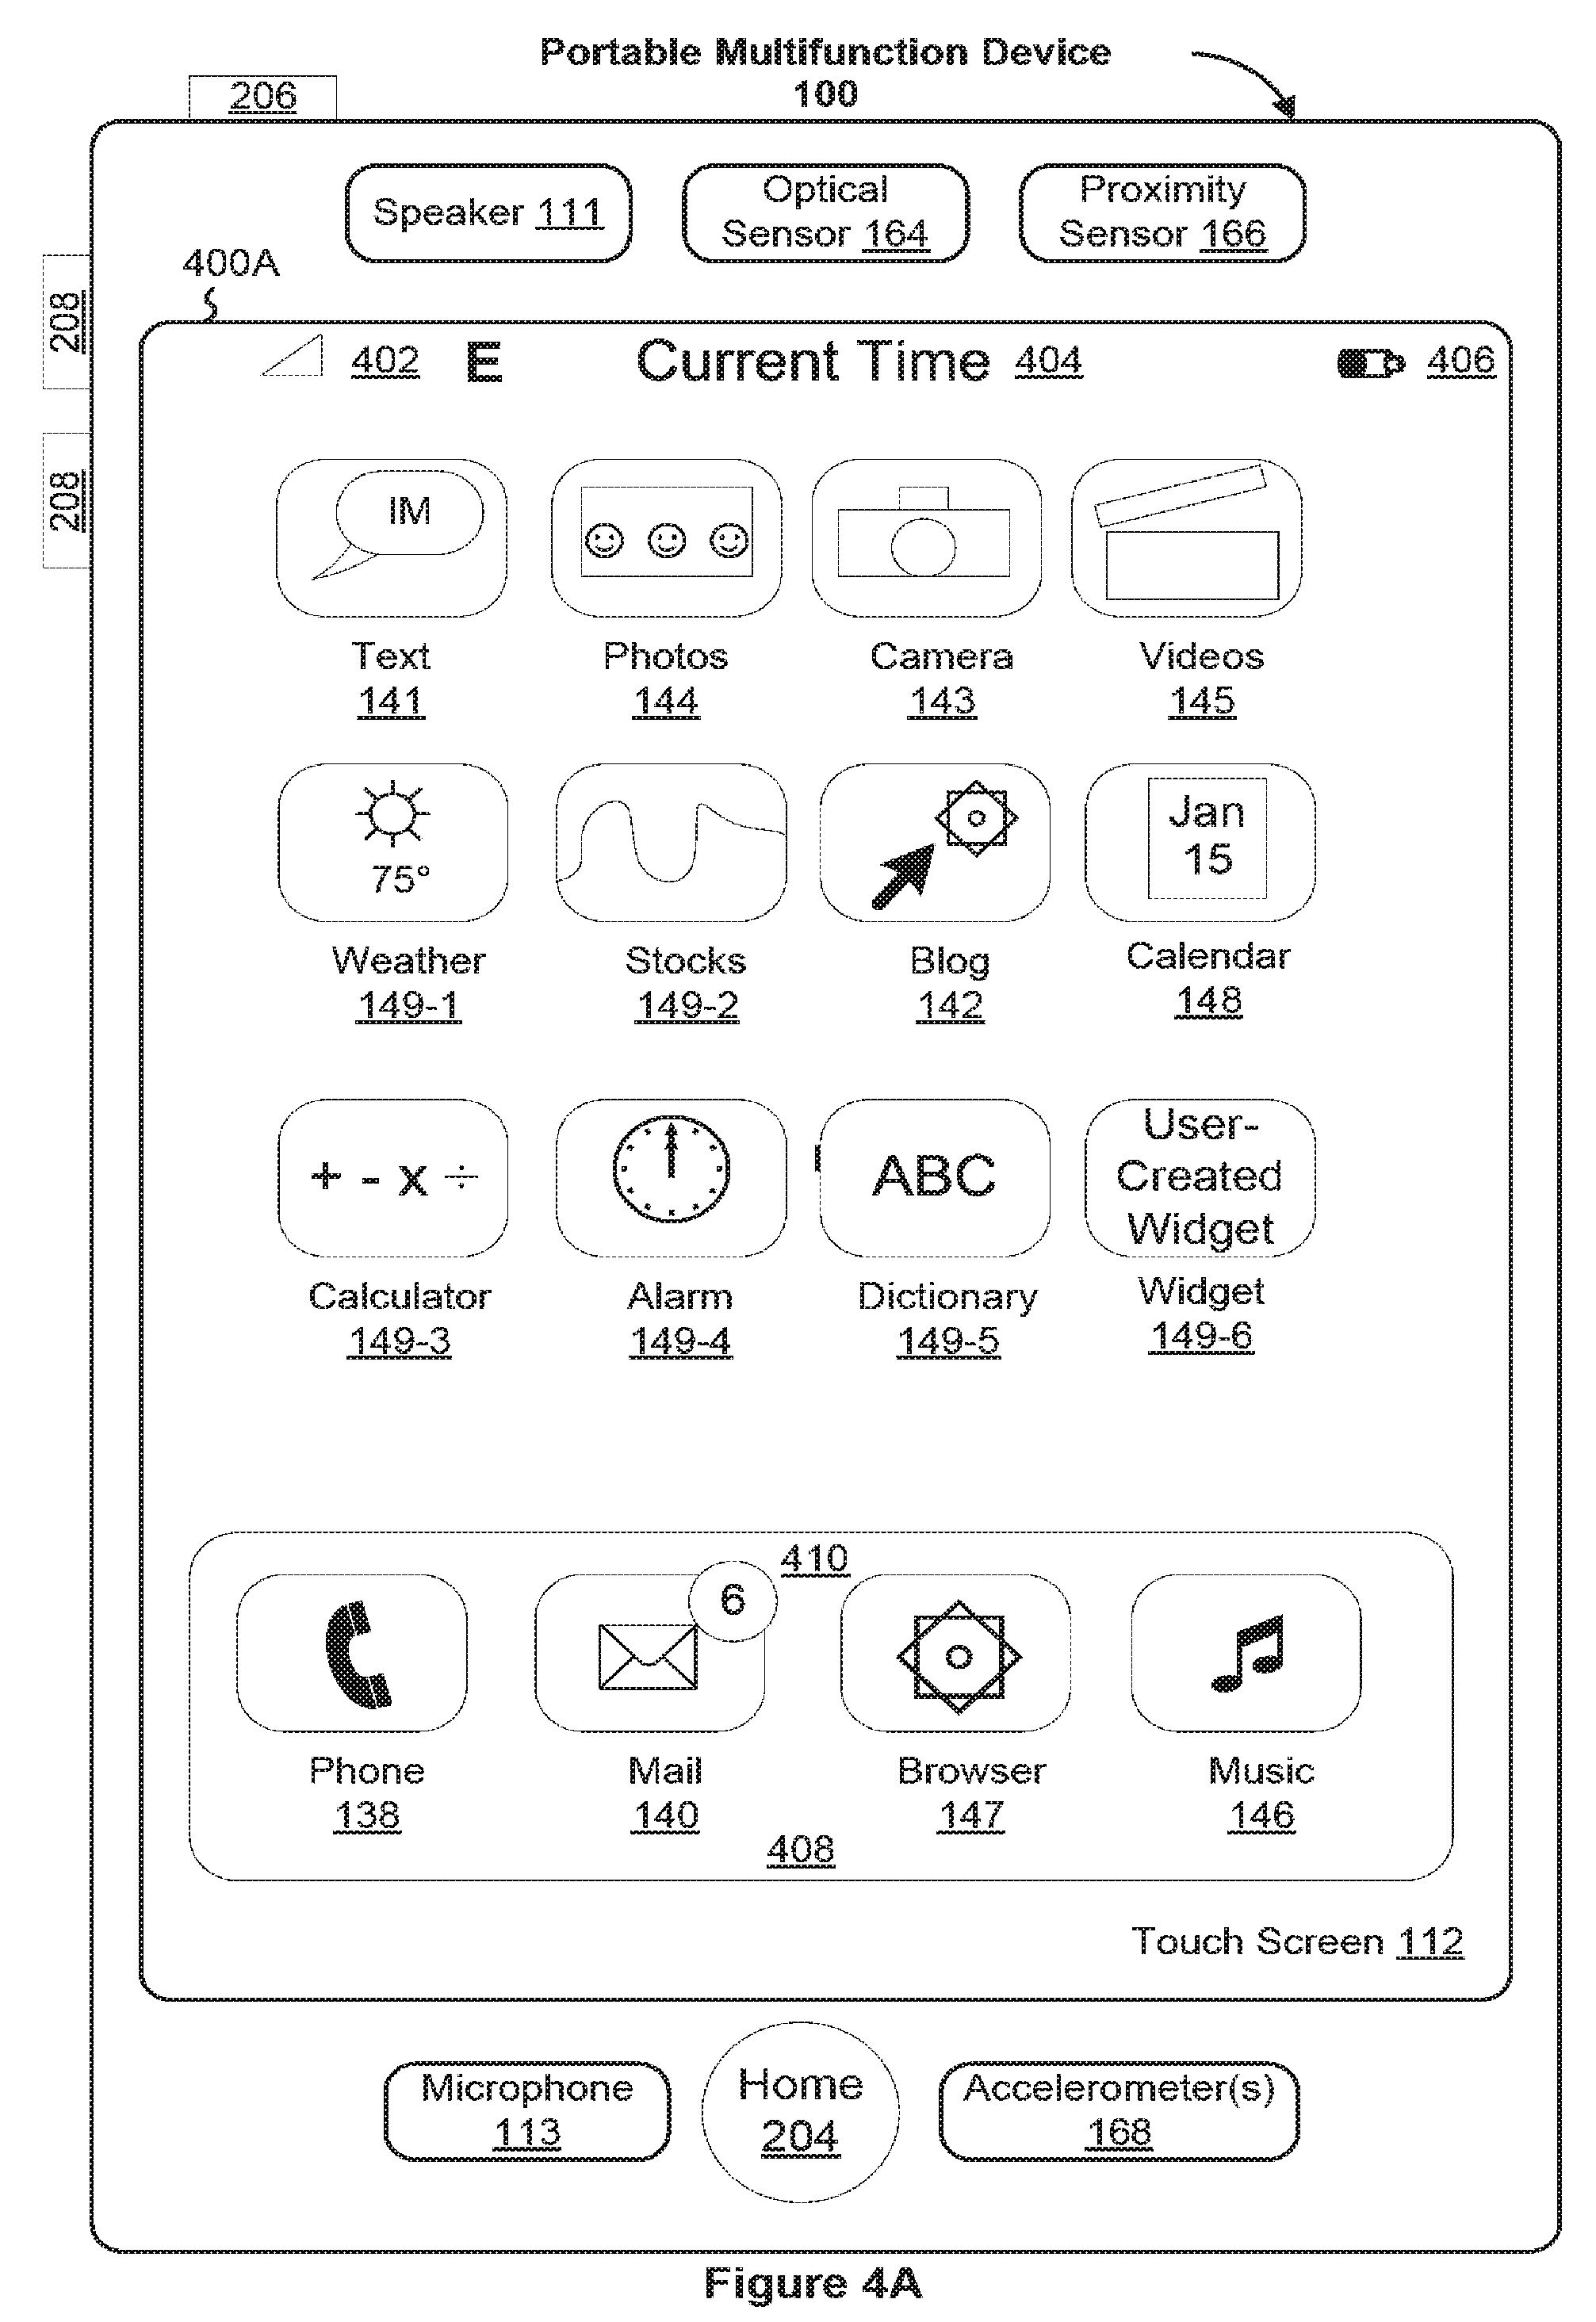 Portable Multifunction Device
100
206
Speaker 111
Optical
Sensor 164
Proximity
Sensor 166
400A
208
208
402 E Current Time 404 406
IM
Text
141
Photos
144
Camera
143
Videos
145
75°
Weather
149-1
Stocks
149-2
Blog
142
Jan
15
Calendar
148
+ - x ÷
Calculator
149-3
Alarm
149-4
ABC
Dictionary
149-5
User-
Created
Widget
Widget
149-6
410
Phone
138
6
Mail
140
Browser
147
Music
146
408
Touch Screen 112
Microphone
113
Home
204
Accelerometer(s)
168
Figure 4A